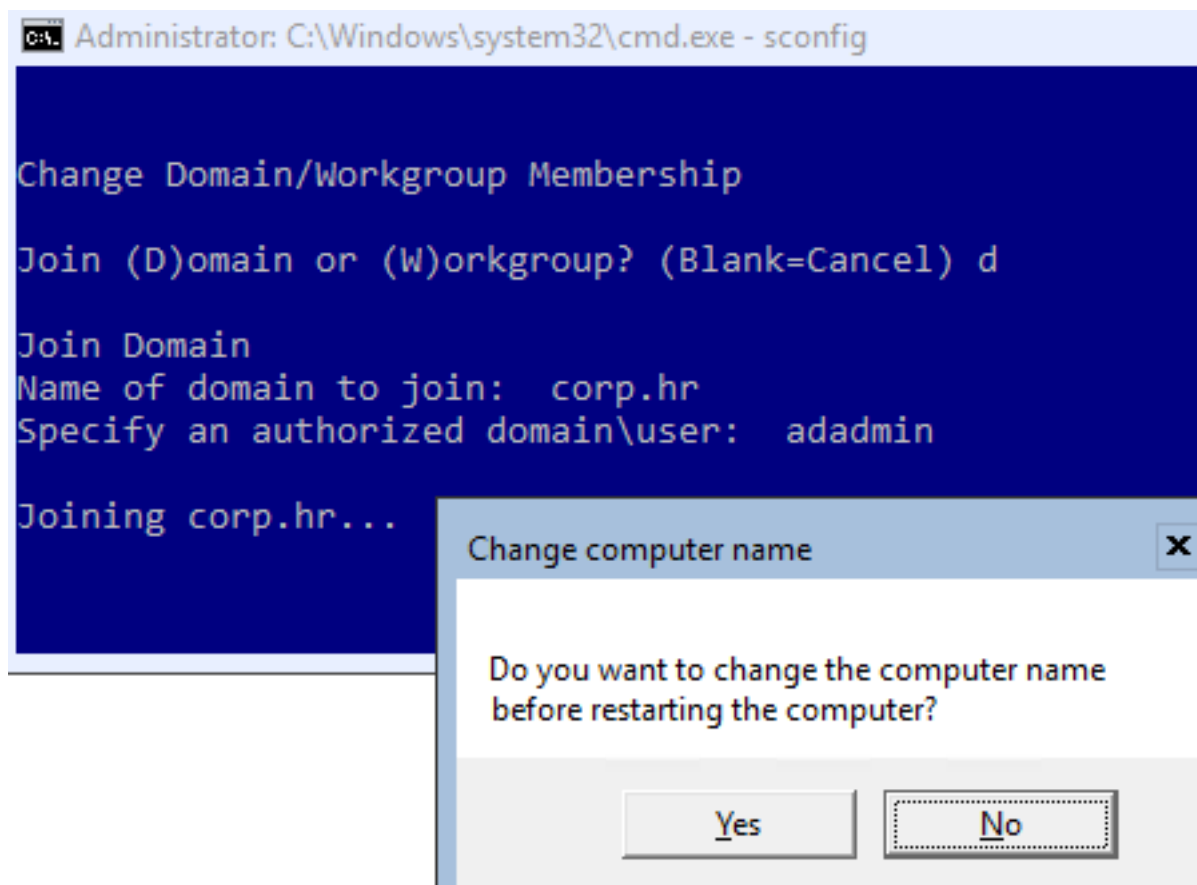 Administrator: C:\Windows\system32\cmd.exe - sconfig
Change Domain/Workgroup Membership
Join (D)omain or (W)orkgroup? (Blank=Cancel) d
Join Domain
Name of domain to join:  corp.hr
Specify an authorized domain\user:  adadmin
Joining corp.hr...
Change computer name
Do you want to change the computer name
before restarting the computer?
Yes No